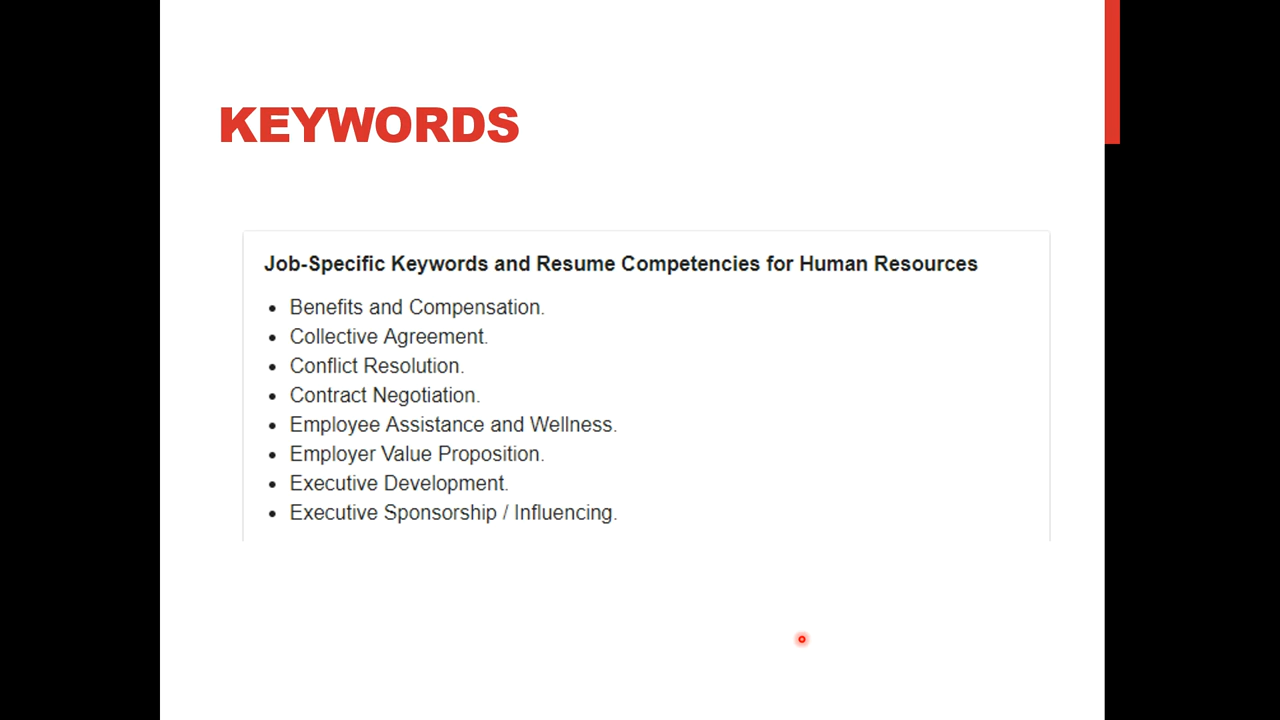 KEYWORDS
Job-Specific Keywords and Resume Competencies for Human Resources
• Benefits and Compensation.
• Collective Agreement.
• Conflict Resolution.
• Contract Negotiation.
• Employee Assistance and Wellness.
• Employer Value Proposition.
• Executive Development.
• Executive Sponsorship / Influencing.